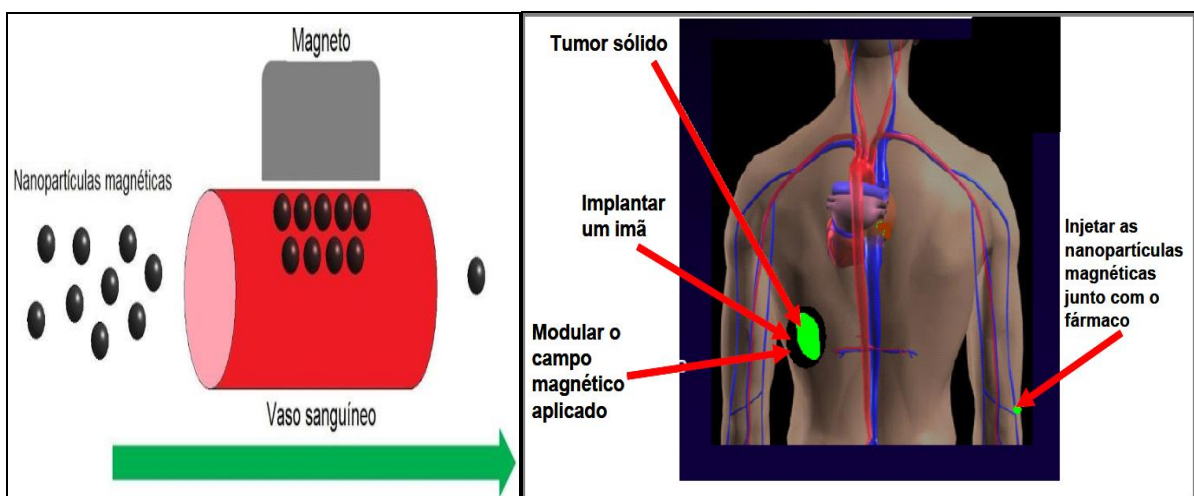 Magneto
Nanopartículas magnéticas
Vaso sanguíneo
Tumor sólido
Implantar
um imã
Modular o
campo
magnético
aplicado
Injetar as
nanopartículas
magnéticas
junto com o
fármaco